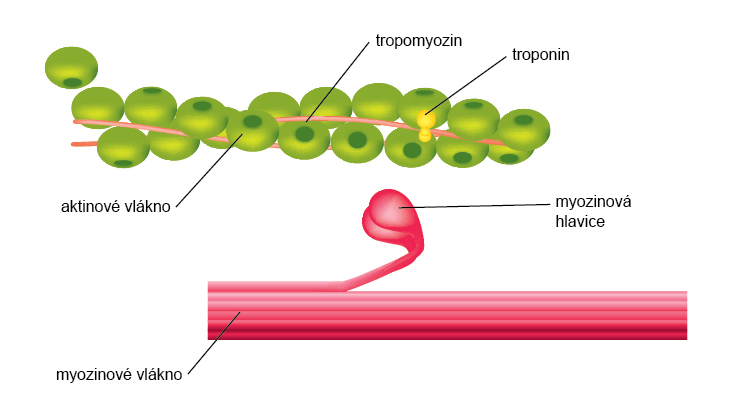 tropomyozin
troponin
aktinové vlákno
myozinová
hlavice
myozinové vlákno